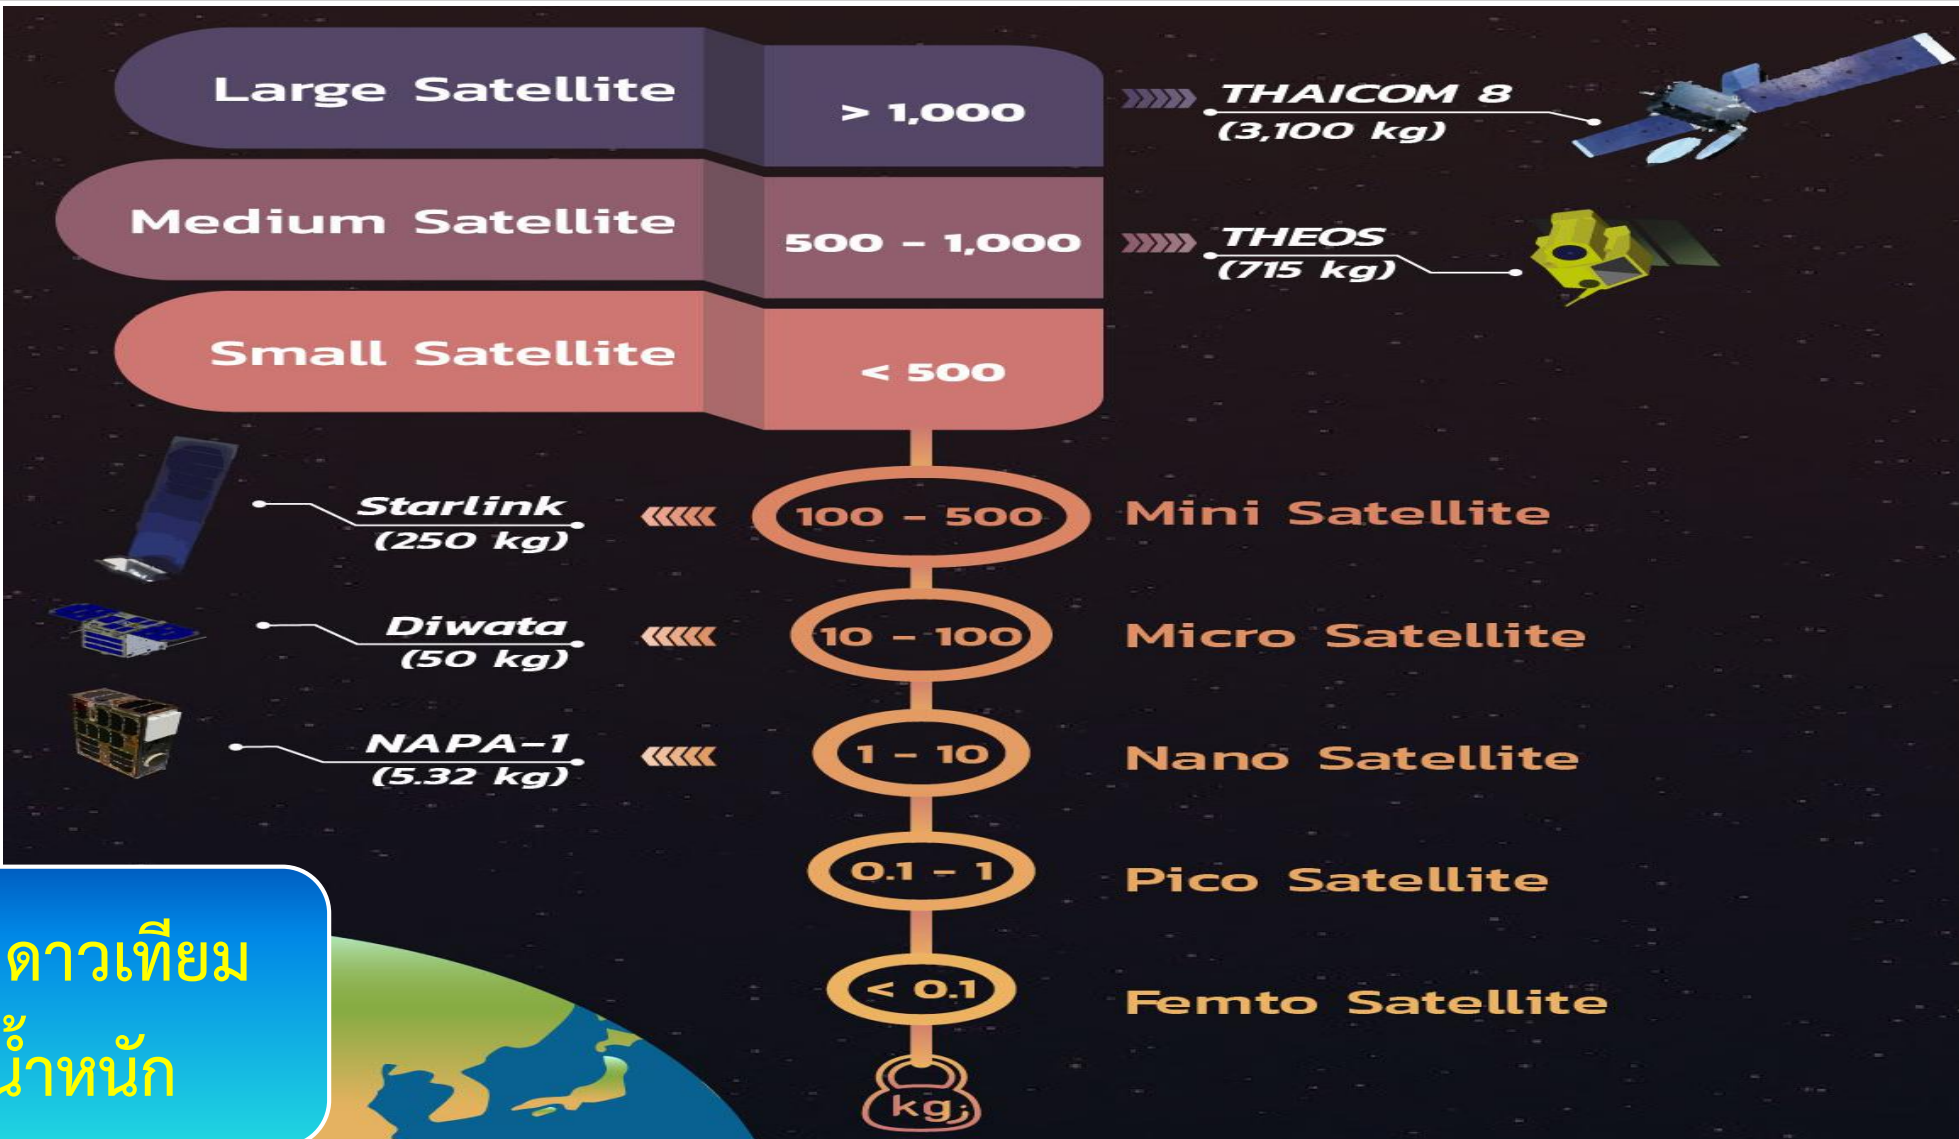 Large Satellite
> 1,000
THAICOM 8
(3,100 kg)
Medium Satellite
500 – 1,000
THEOS
(715 kg)
Small Satellite
< 500
Starlink
(250 kg)
100 – 500
Mini Satellite
Diwata
(50 kg)
10 – 100
Micro Satellite
NAPA-1
(5.32 kg)
1 – 10
Nano Satellite
0.1 – 1
Pico Satellite
< 0.1
Femto Satellite
kg
ดาวเทียม
น้ำหนัก